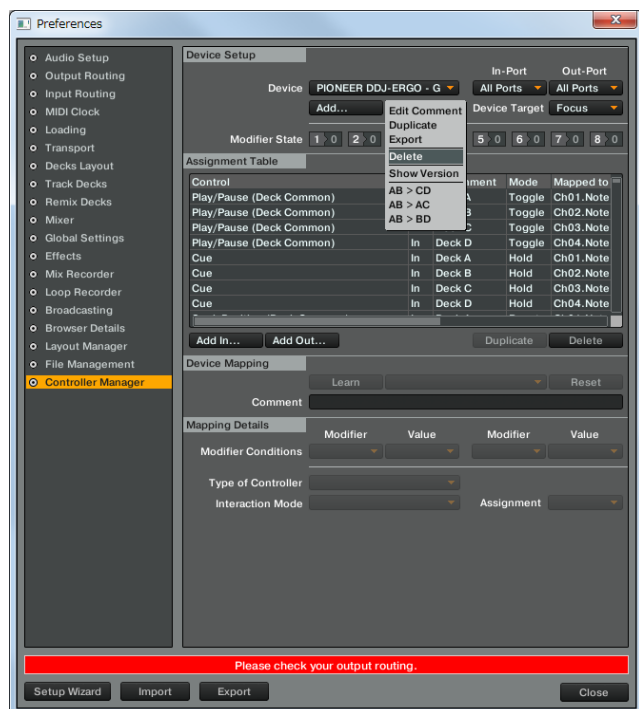 Preferences
Audio Setup
Output Routing
Input Routing
MIDI Clock
Loading
Transport
Decks Layout
Track Decks
Remix Decks
Mixer
Global Settings
Effects
Mix Recorder
Loop Recorder
Broadcasting
Browser Details
Layout Manager
File Management
Controller Manager
Device Setup
In-Port Out-Port
Device PIONEER DDJ-ERGO - G All Ports All Ports
Add... Device Target Focus
Modifier State 1 0 2 0 5 0 6 0 7 0 8 0
Edit Comment
Duplicate
Export
Delete
Show Version
AB > CD
AB > AC
AB > BD
Assignment Table
Control Mode Mapped to
Play/Pause (Deck Common) Toggle Ch01.Note
Play/Pause (Deck Common) Toggle Ch02.Note
Play/Pause (Deck Common) Toggle Ch03.Note
Play/Pause (Deck Common) In Deck D Toggle Ch04.Note
Cue In Deck A Hold Ch01.Note
Cue In Deck B Hold Ch02.Note
Cue In Deck C Hold Ch03.Note
Cue In Deck D Hold Ch04.Note
Add In... Add Out... Duplicate Delete
Device Mapping
Learn Reset
Comment
Mapping Details
Modifier Value Modifier Value
Modifier Conditions
Type of Controller
Interaction Mode Assignment
Please check your output routing.
Setup Wizard Import Export Close